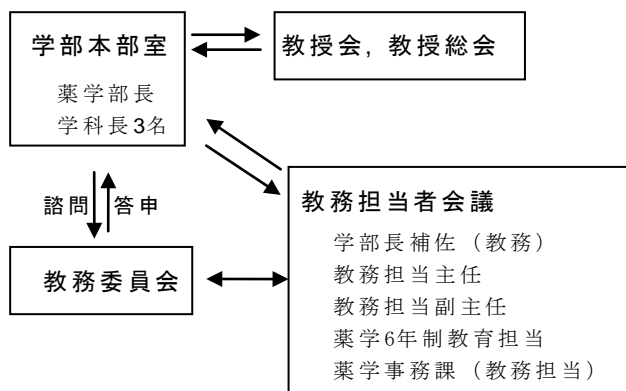 学部本部室
薬学部長
学科長3名
教授会，教授総会
諮問
答申
教務委員会
教務担当者会議
学部長補佐（教務）
教務担当主任
教務担当副主任
薬学6年制教育担当
薬学事務課（教務担当）